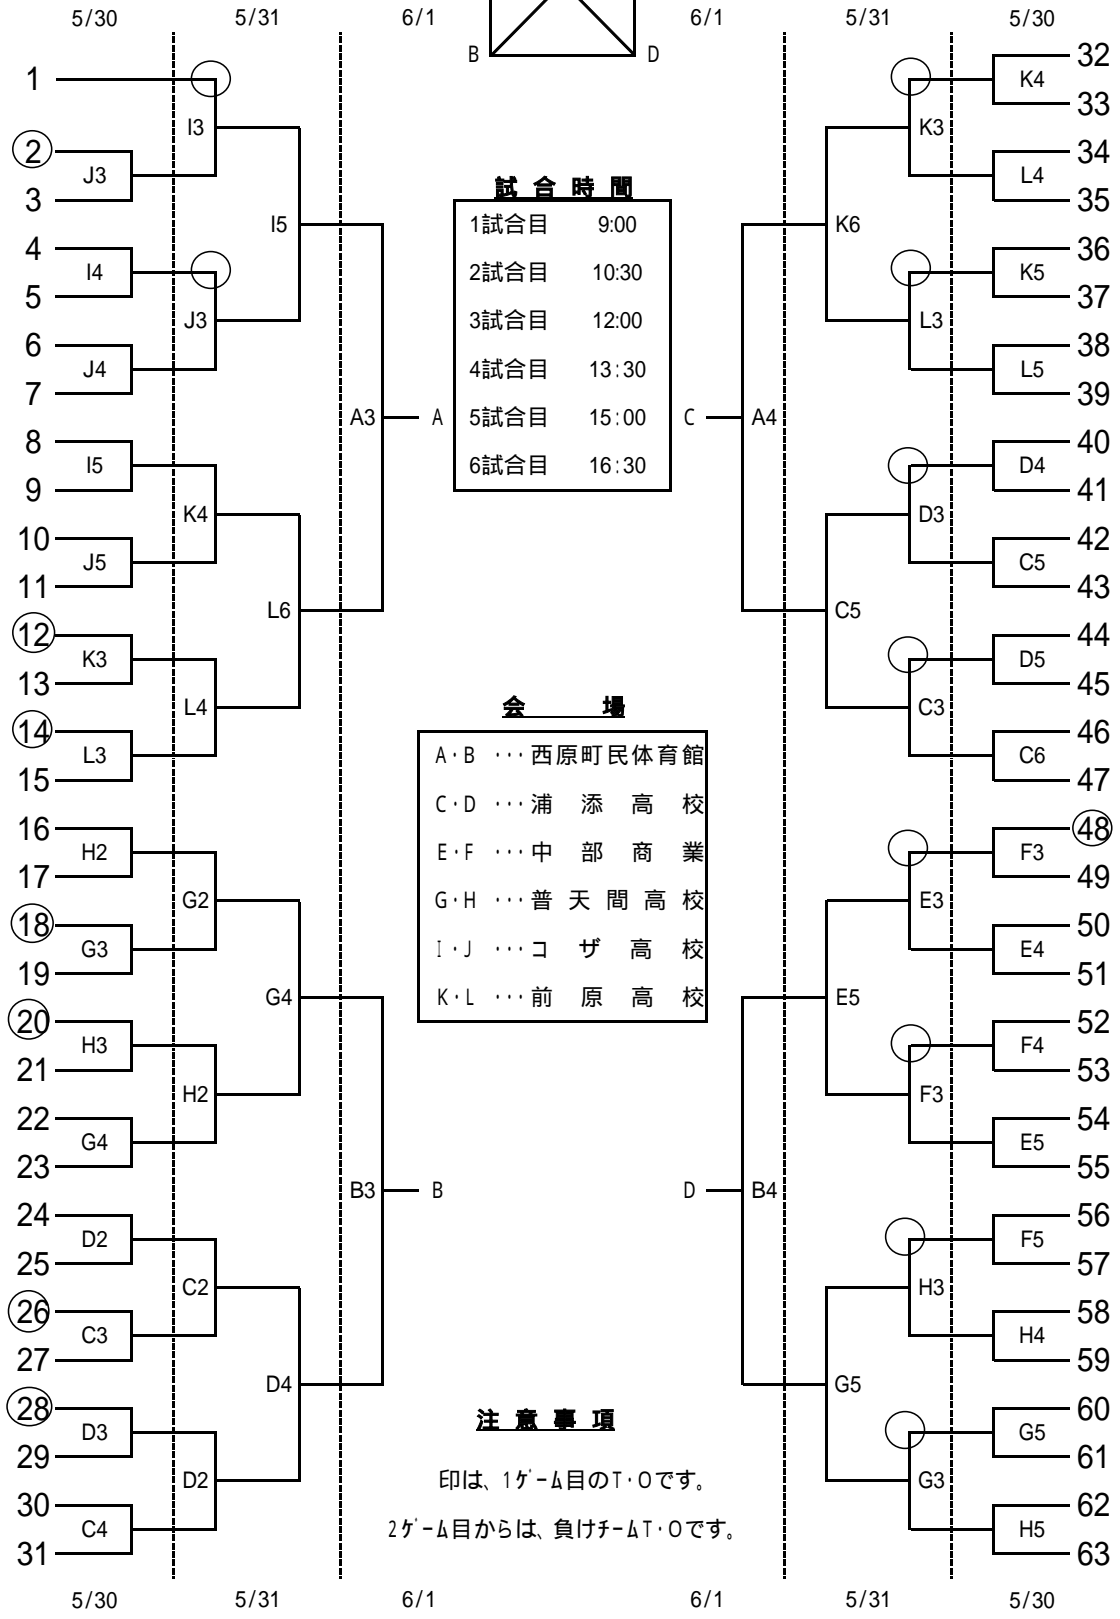 5/30 5/31 6/1 6/1 5/31 5/30
B D
1
I3
2
J3
3
I5
4
I4
5
J3
6
J4
7
A3 A
8
I5
9
K4
10
J5
11
L6
12
K3
13
L4
14
L3
15
16
H2
17
G2
18
G3
19
G4
20
H3
21
H2
22
G4
23
B3 B
24
D2
25
C2
26
C3
27
D4
28
D3
29
D2
30
C4
31
試合時間
1試合目 9:00
2試合目 10:30
3試合目 12:00
4試合目 13:30
5試合目 15:00
6試合目 16:30
会場
A・B …西原町民体育館
C・D …浦添高校
E・F …中部商業
G・H …普天間高校
I・J …コザ高校
K・L …前原高校
注意事項
印は、1ゲーム目のT・Oです。
2ゲーム目からは、負けチームT・Oです。
32
K4
33
K3
34
L4
35
K6
36
K5
37
L3
38
L5
39
C A4
40
D4
41
D3
42
C5
43
C5
44
D5
45
C3
46
C6
47
48
F3
49
E3
50
E4
51
E5
52
F4
53
F3
54
E5
55
D B4
56
F5
57
H3
58
H4
59
G5
60
G5
61
G3
62
H5
63
5/30 5/31 6/1 6/1 5/31 5/30